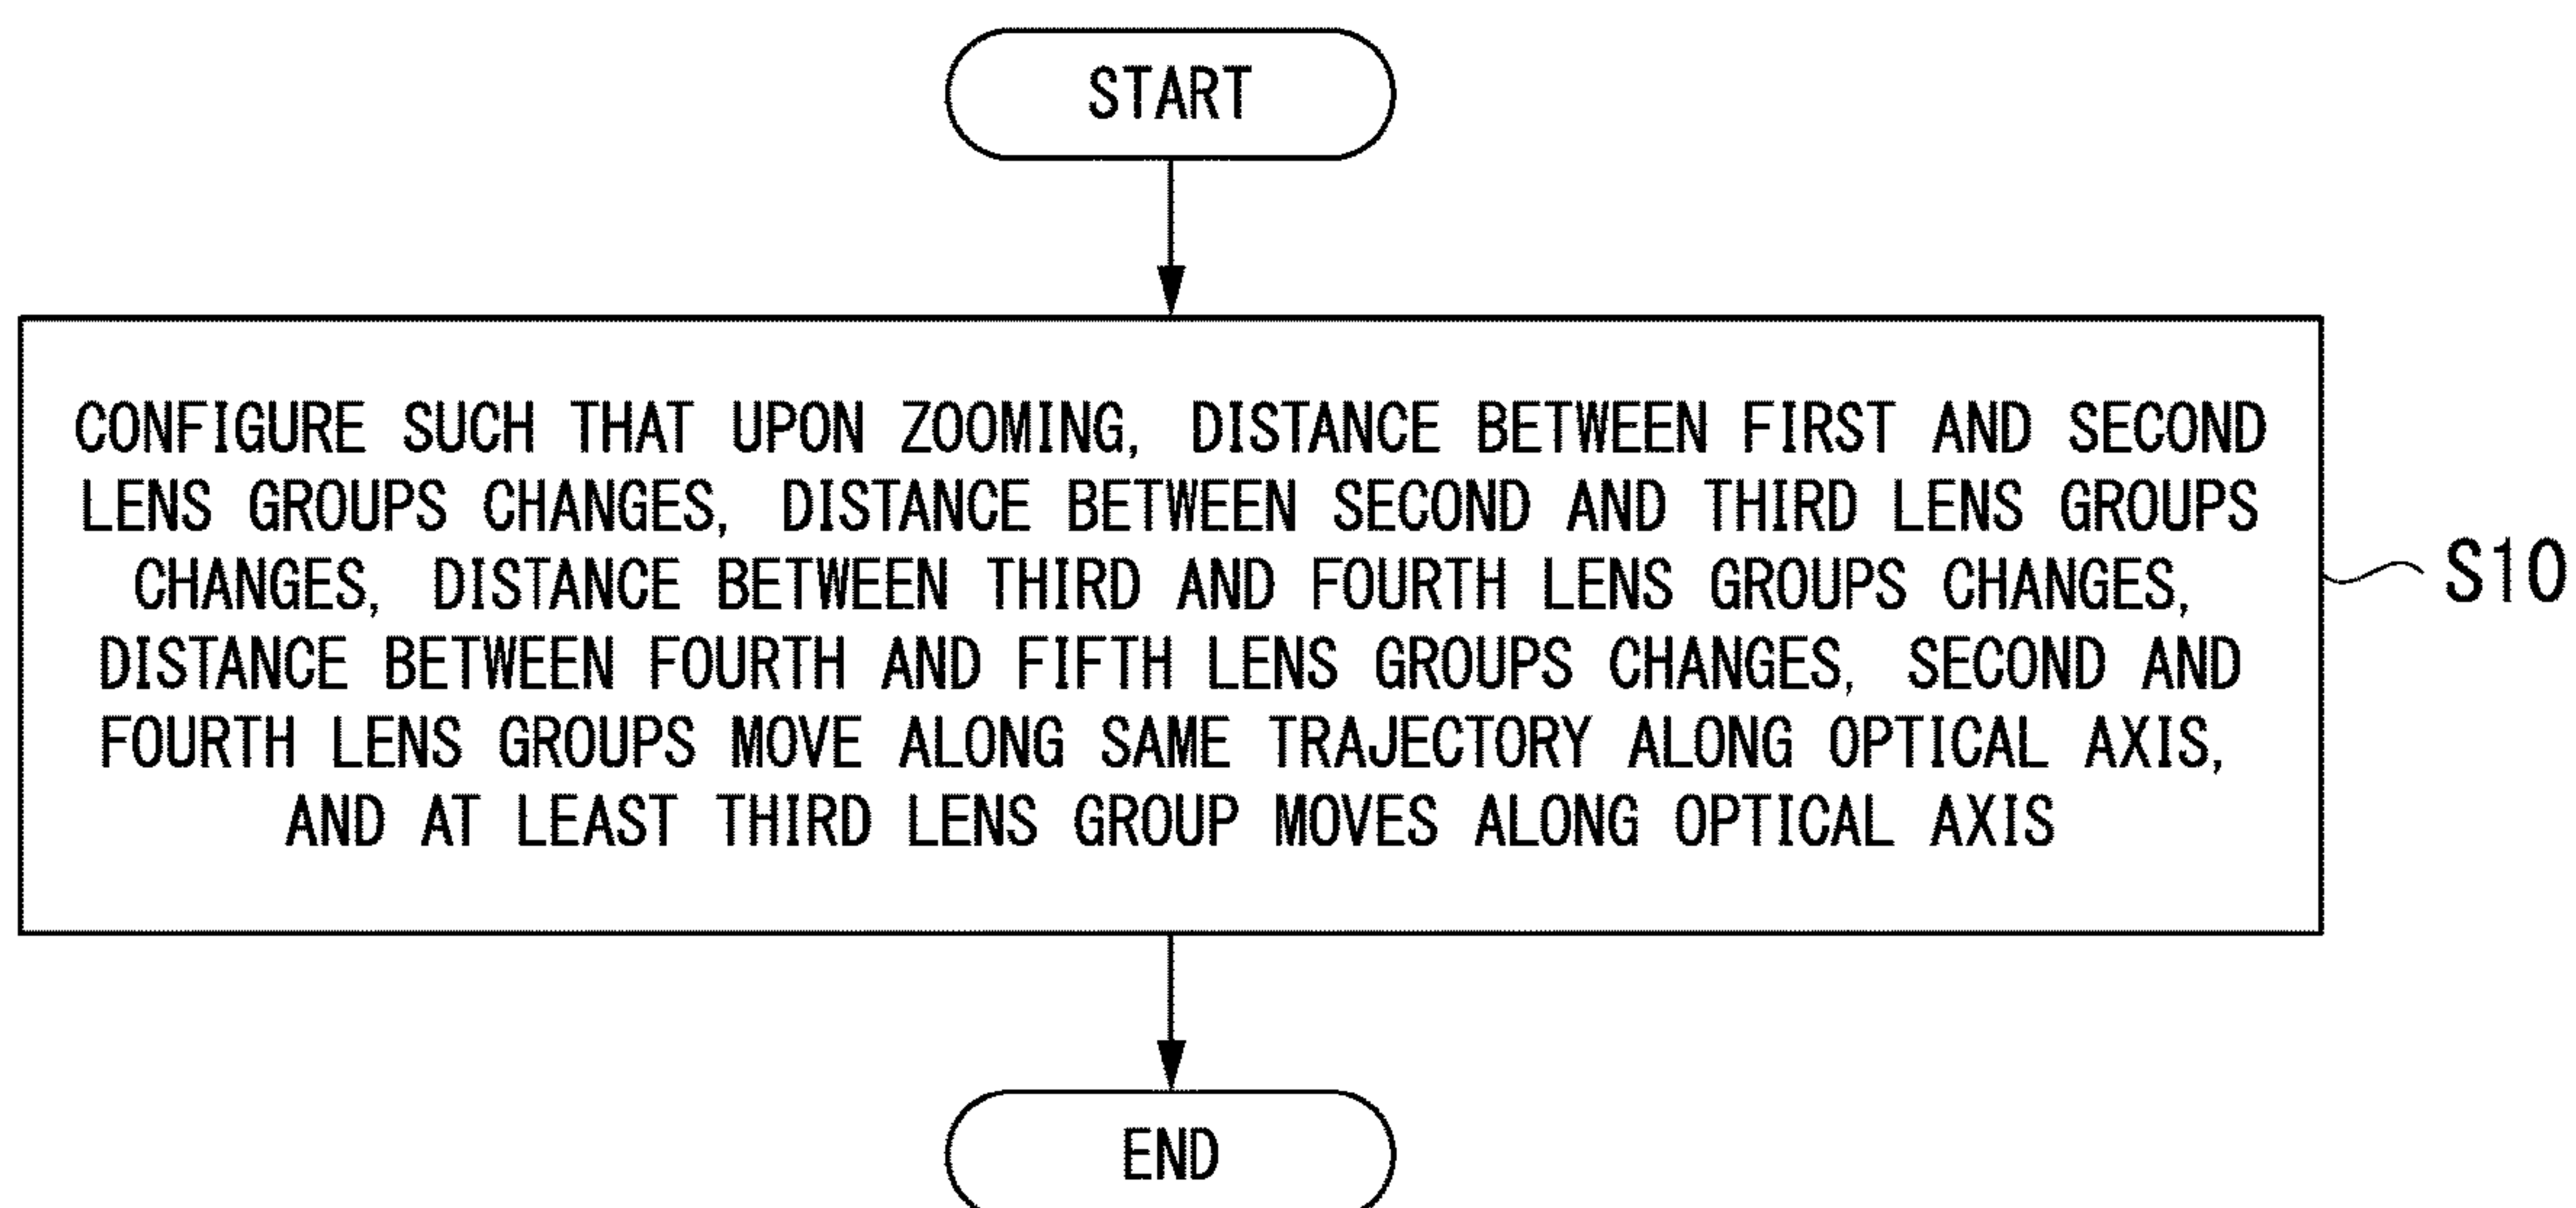 START
CONFIGURE SUCH THAT UPON ZOOMING, DISTANCE BETWEEN FIRST AND SECOND
LENS GROUPS CHANGES, DISTANCE BETWEEN SECOND AND THIRD LENS GROUPS
CHANGES, DISTANCE BETWEEN THIRD AND FOURTH LENS GROUPS CHANGES,
DISTANCE BETWEEN FOURTH AND FIFTH LENS GROUPS CHANGES, SECOND AND
FOURTH LENS GROUPS MOVE ALONG SAME TRAJECTORY ALONG OPTICAL AXIS,
AND AT LEAST THIRD LENS GROUP MOVES ALONG OPTICAL AXIS
S10
END